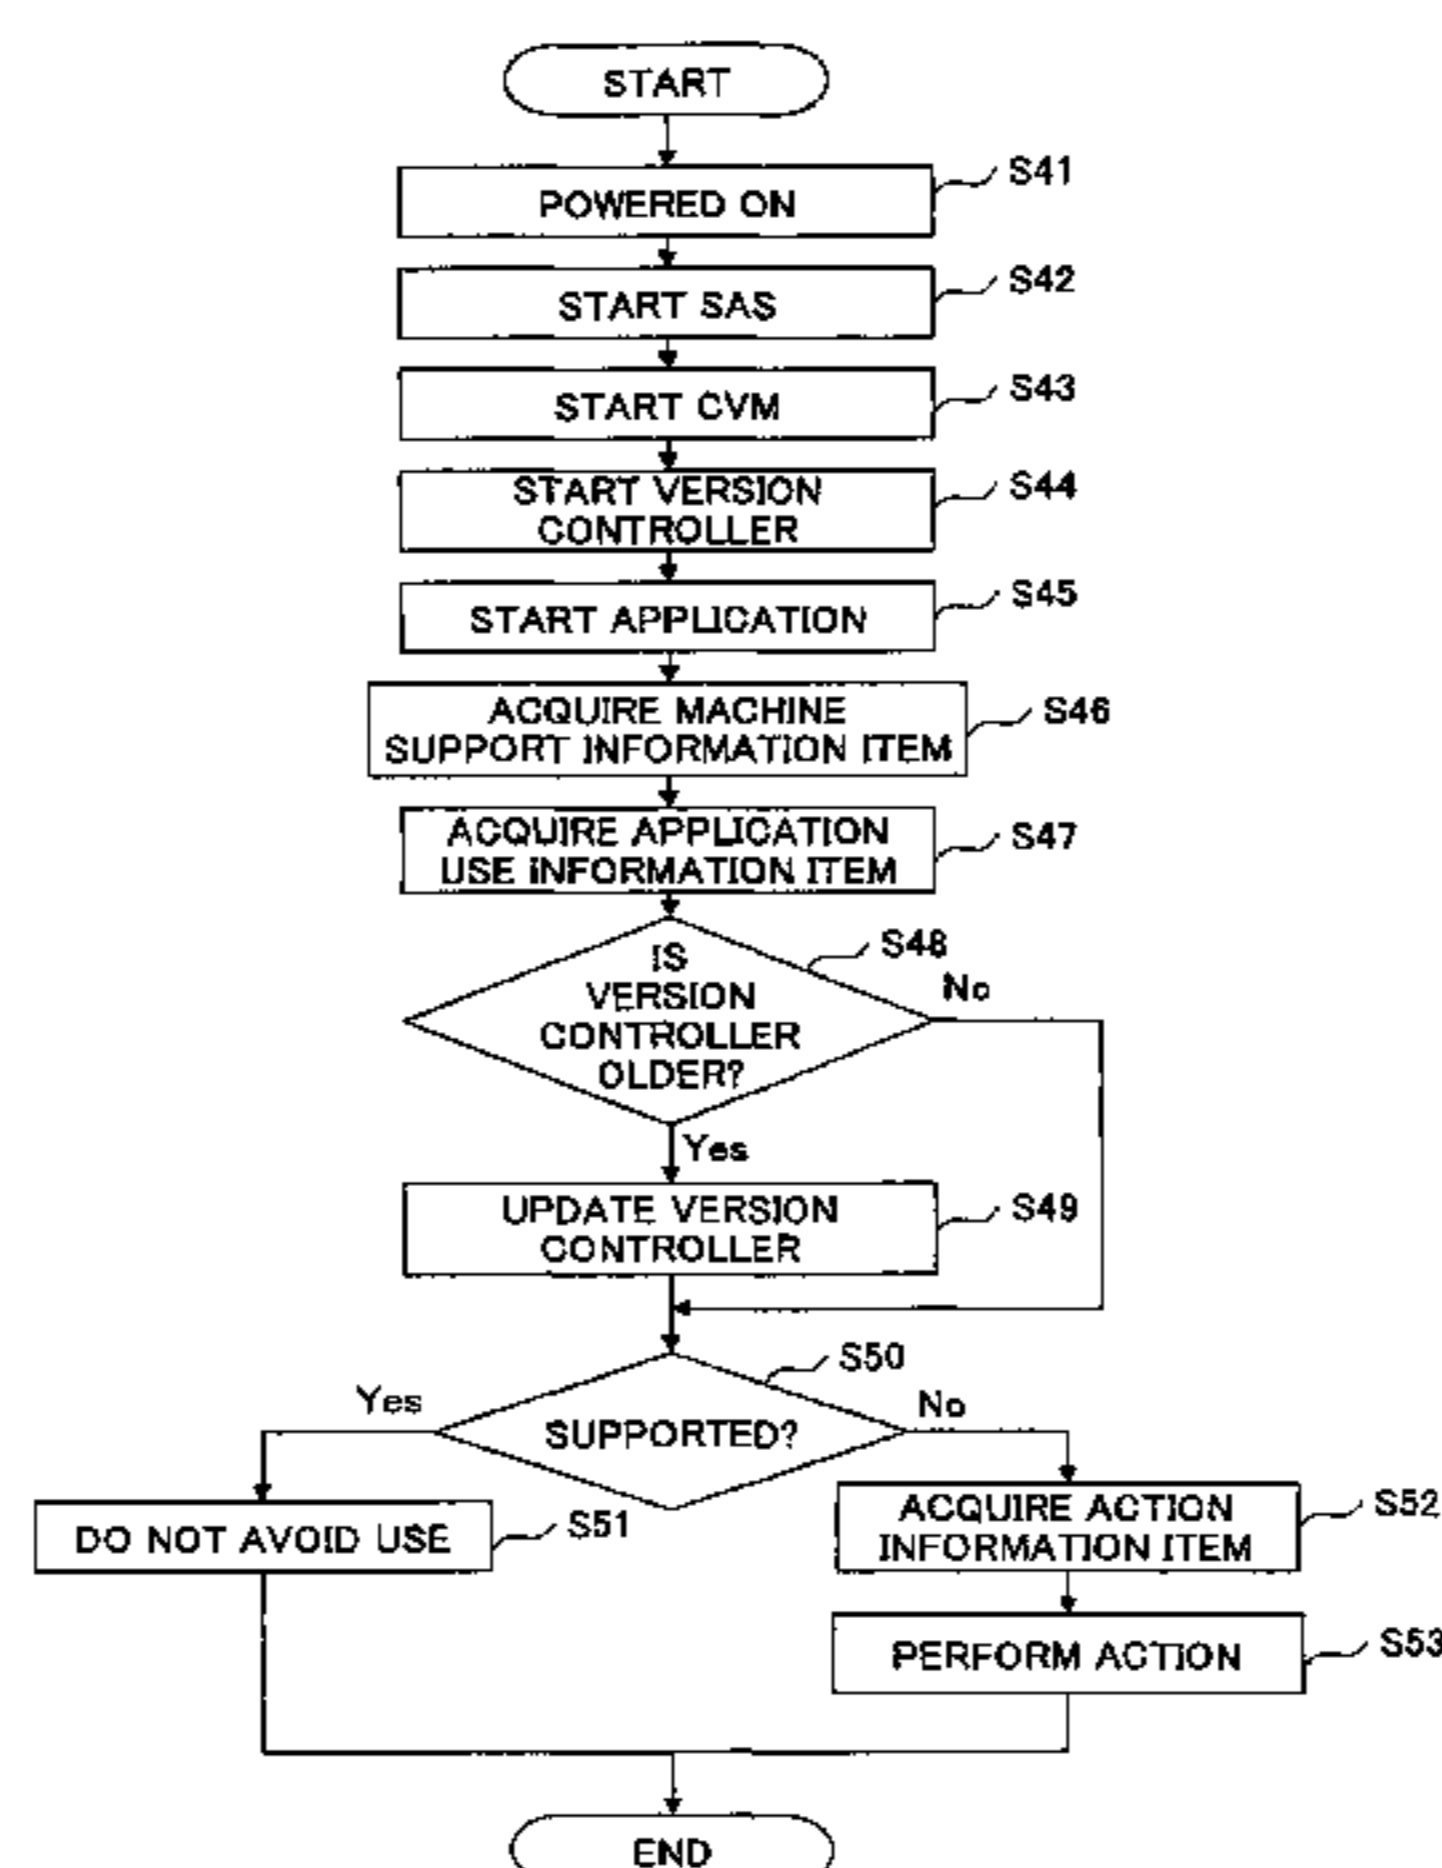 START
POWERED ON
S41
START SAS
S42
START CVM
S43
START VERSION
CONTROLLER
S44
START APPLICATION
S45
ACQUIRE MACHINE
SUPPORT INFORMATION ITEM
S46
ACQUIRE APPLICATION
USE INFORMATION ITEM
S47
IS
VERSION
CONTROLLER
OLDER?
S48
No
Yes
UPDATE VERSION
CONTROLLER
S49
SUPPORTED?
S50
Yes
No
DO NOT AVOID USE
S51
ACQUIRE ACTION
INFORMATION ITEM
S52
PERFORM ACTION
S53
END